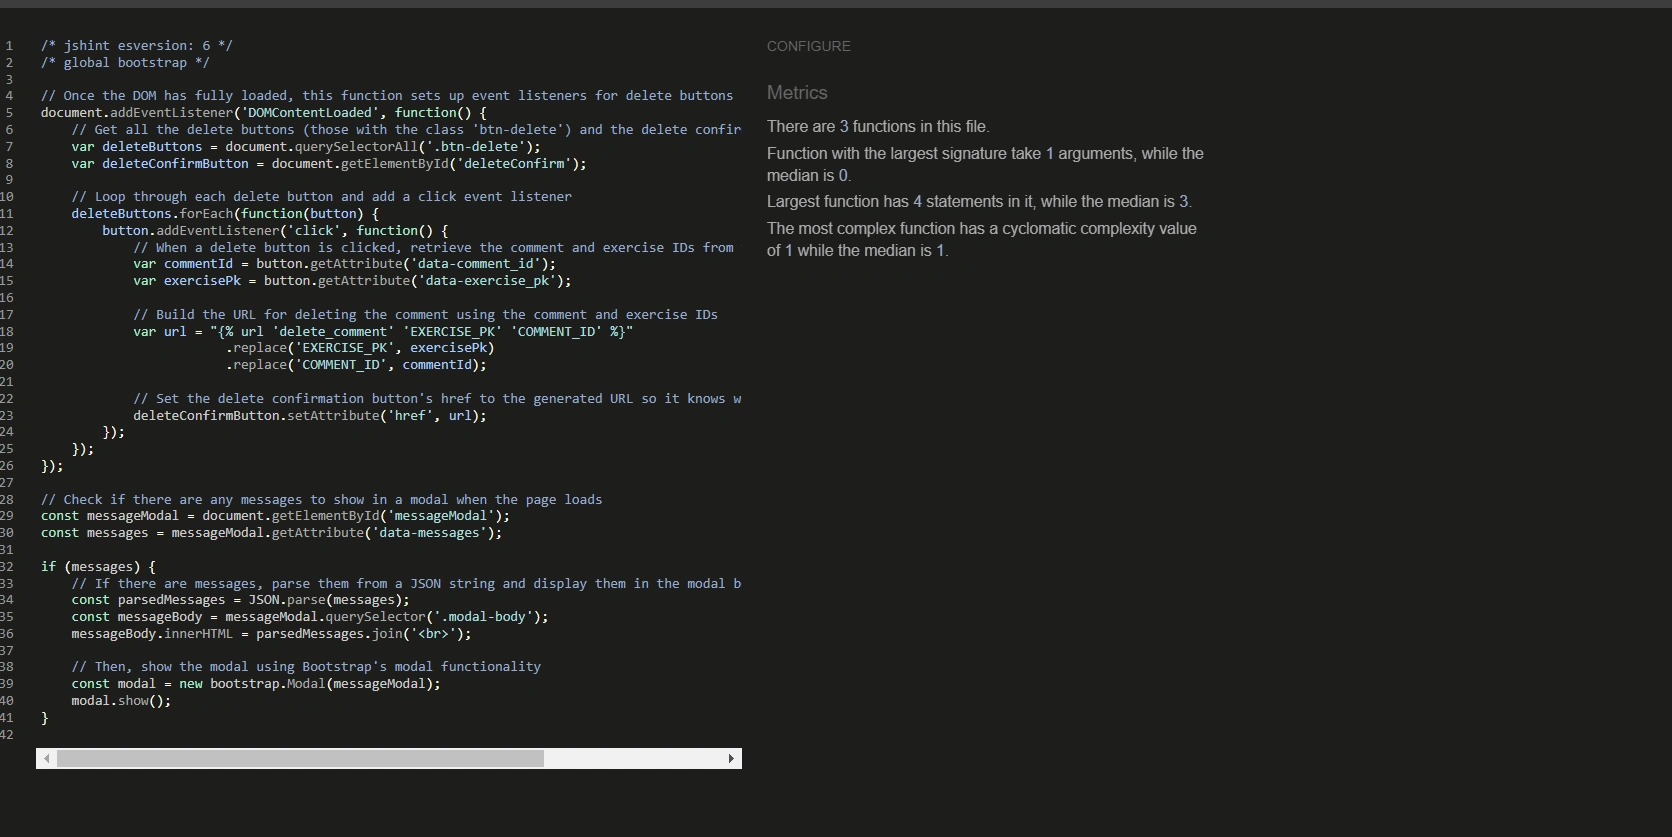 1 /* jshint esversion: 6 */
2 /* global bootstrap */
3
4 // Once the DOM has fully loaded, this function sets up event listeners for delete buttons
5 document.addEventListener('DOMContentLoaded', function() {
6     // Get all the delete buttons (those with the class 'btn-delete') and the delete confir
7     var deleteButtons = document.querySelectorAll('.btn-delete');
8     var deleteConfirmButton = document.getElementById('deleteConfirm');
9
10     // Loop through each delete button and add a click event listener
11     deleteButtons.forEach(function(button) {
12         button.addEventListener('click', function() {
13             // When a delete button is clicked, retrieve the comment and exercise IDs from
14             var commentId = button.getAttribute('data-comment_id');
15             var exercisePk = button.getAttribute('data-exercise_pk');
16
17             // Build the URL for deleting the comment using the comment and exercise IDs
18             var url = "{% url 'delete_comment' 'EXERCISE_PK' 'COMMENT_ID' %}"
19                         .replace('EXERCISE_PK', exercisePk)
20                         .replace('COMMENT_ID', commentId);
21
22             // Set the delete confirmation button's href to the generated URL so it knows w
23             deleteConfirmButton.setAttribute('href', url);
24         });
25     });
26 });
27
28 // Check if there are any messages to show in a modal when the page loads
29 const messageModal = document.getElementById('messageModal');
30 const messages = messageModal.getAttribute('data-messages');
31
32 if (messages) {
33     // If there are messages, parse them from a JSON string and display them in the modal b
34     const parsedMessages = JSON.parse(messages);
35     const messageBody = messageModal.querySelector('.modal-body');
36     messageBody.innerHTML = parsedMessages.join('<br>');
37
38     // Then, show the modal using Bootstrap's modal functionality
39     const modal = new bootstrap.Modal(messageModal);
40     modal.show();
41 }
42
CONFIGURE
Metrics
There are 3 functions in this file.
Function with the largest signature take 1 arguments, while the
median is 0.
Largest function has 4 statements in it, while the median is 3.
The most complex function has a cyclomatic complexity value
of 1 while the median is 1.